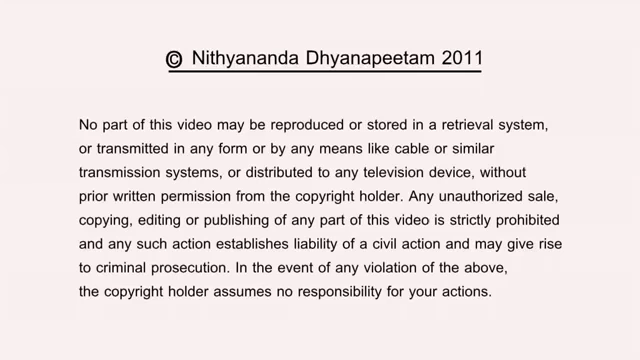 © Nithyananda Dhyanapeetam 2011
No part of this video may be reproduced or stored in a retrieval system,
or transmitted in any form or by any means like cable or similar
transmission systems, or distributed to any television device, without
prior written permission from the copyright holder. Any unauthorized sale,
copying, editing or publishing of any part of this video is strictly prohibited
and any such action establishes liability of a civil action and may give rise
to criminal prosecution. In the event of any violation of the above,
the copyright holder assumes no responsibility for your actions.